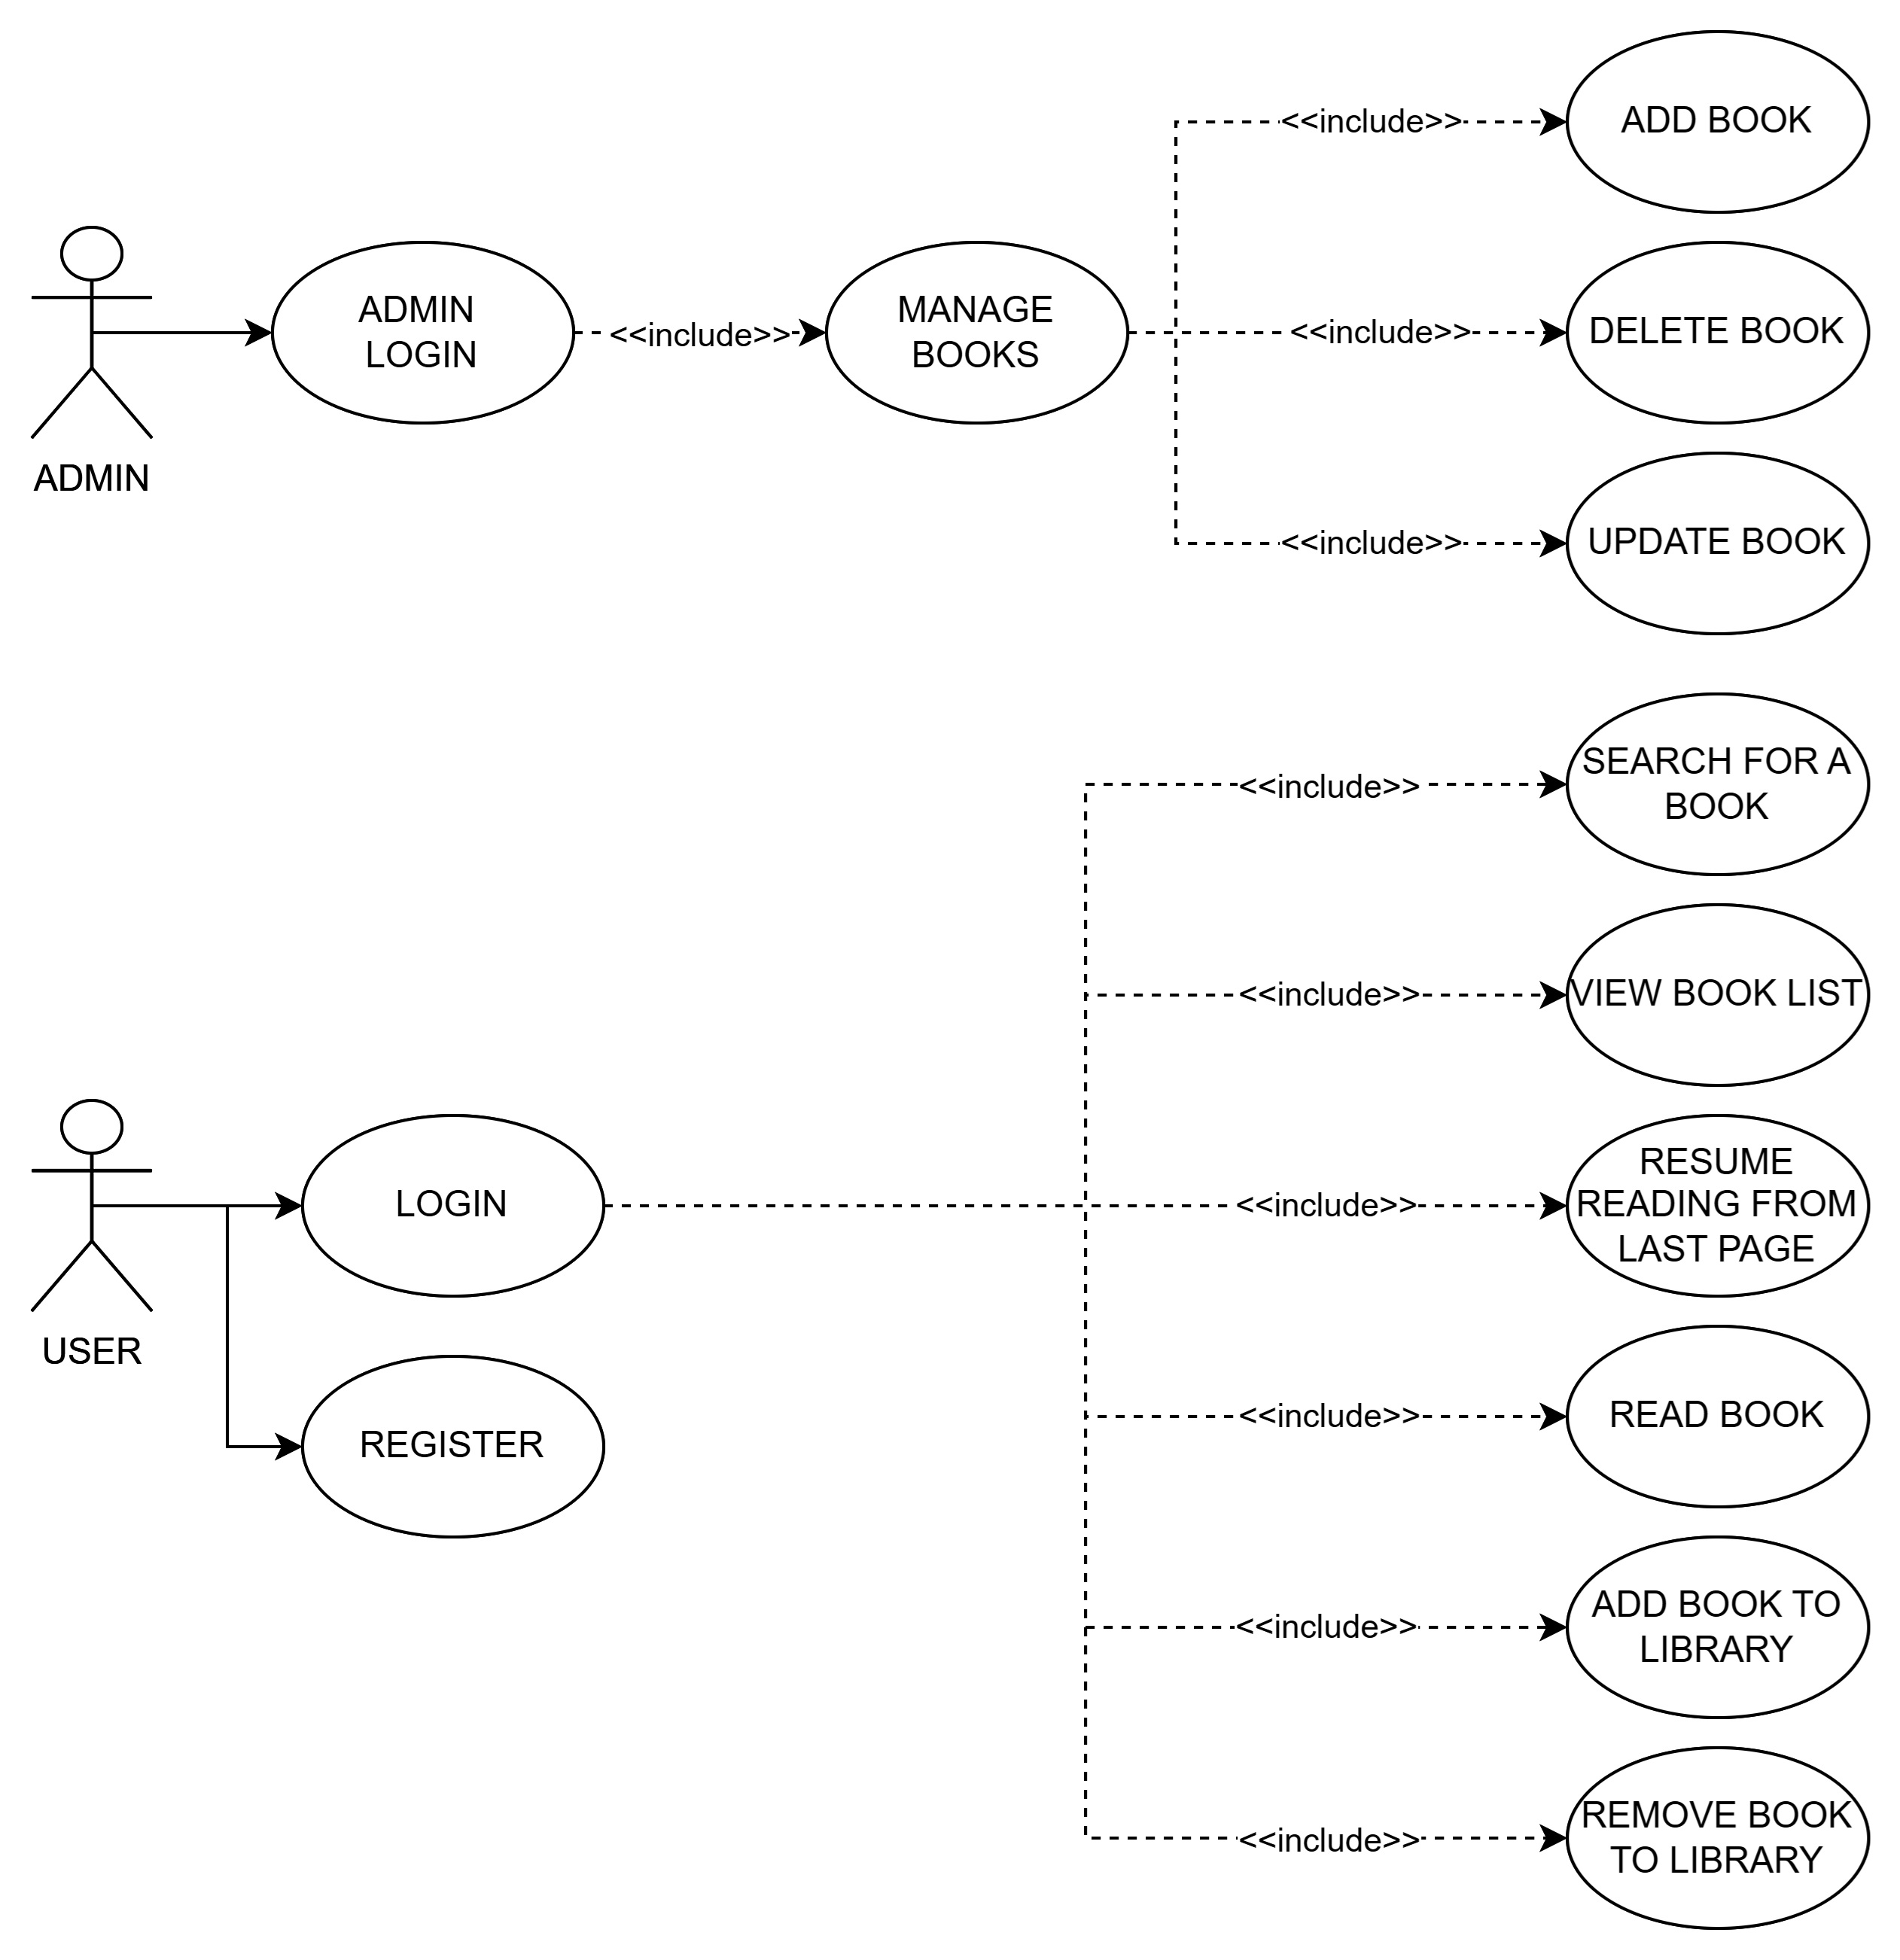 <<include>>
ADD BOOK
ADMIN
LOGIN
<<include>>
MANAGE
BOOKS
<<include>>
DELETE BOOK
ADMIN
<<include>>
UPDATE BOOK
<<include>>
SEARCH FOR A
BOOK
<<include>>
VIEW BOOK LIST
LOGIN
<<include>>
RESUME
READING FROM
LAST PAGE
USER
REGISTER
<<include>>
READ BOOK
<<include>>
ADD BOOK TO
LIBRARY
<<include>>
REMOVE BOOK
TO LIBRARY